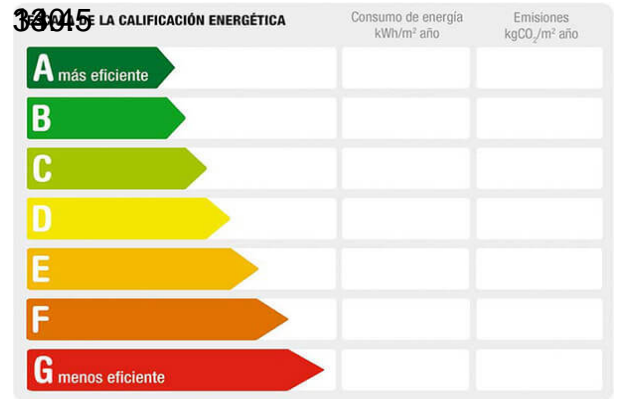 DE LA CALIFICACIÓN ENERGÉTICA
Consumo de energía
kWh/m² año
Emisiones
kgCO₂/m² año
A más eficiente
B
C
D
E
F
G menos eficiente